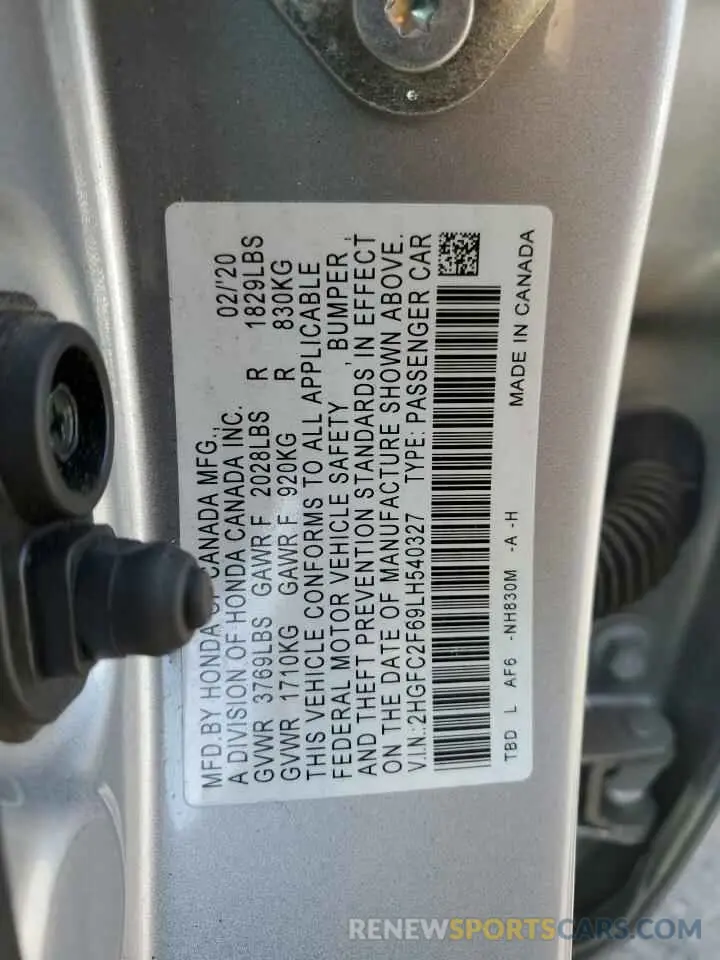 MFD.BY HONDA OF CANADA MFG., 02/'20
A DIVISION OF HONDA CANADA INC.
GVWR 3769LBS GAWR F 2028LBS R 1829LBS
GVWR 1710KG GAWR F 920KG R 830KG
THIS VEHICLE CONFORMS TO ALL APPLICABLE
FEDERAL MOTOR VEHICLE SAFETY , BUMPER ,
AND THEFT PREVENTION STANDARDS IN EFFECT
ON THE DATE OF MANUFACTURE SHOWN ABOVE.
V.I.N.:2HGFC2F69LH540327 TYPE: PASSENGER CAR
TBD L AF6 -NH830M -A -H MADE IN CANADA
RENEWSPORTSCARS.COM